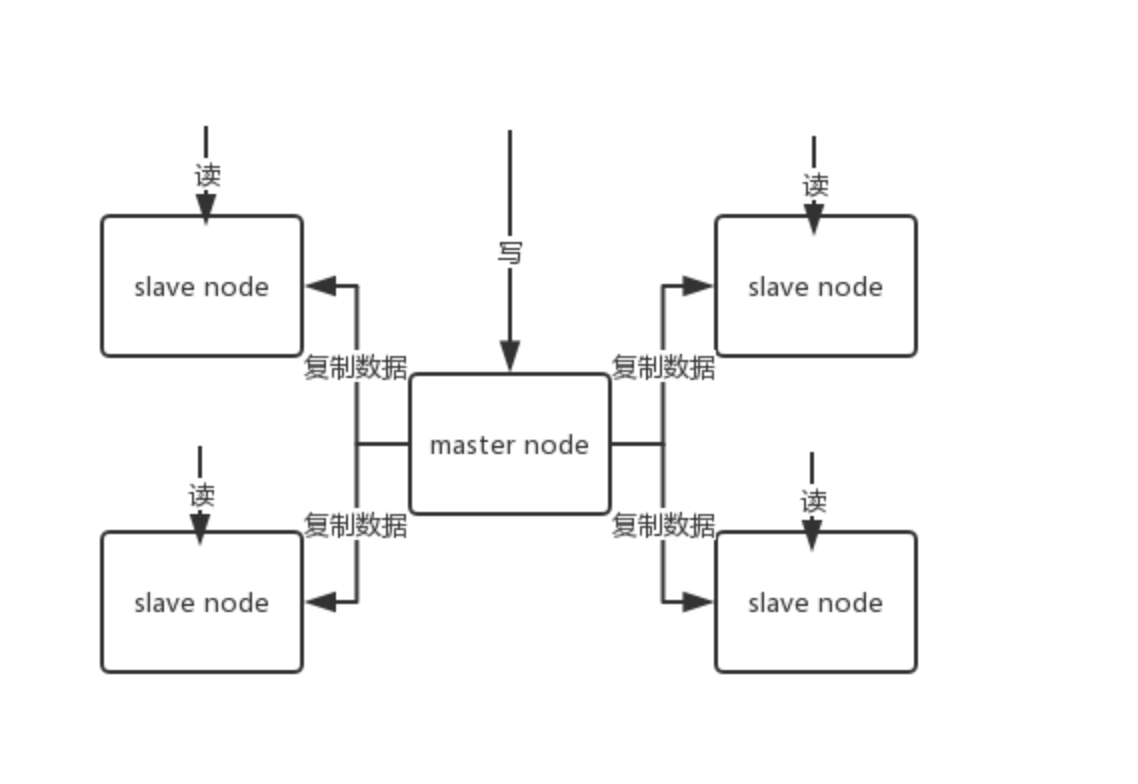 读
读
写
slave node
slave node
复制数据
复制数据
master node
读
读
复制数据
复制数据
slave node
slave node